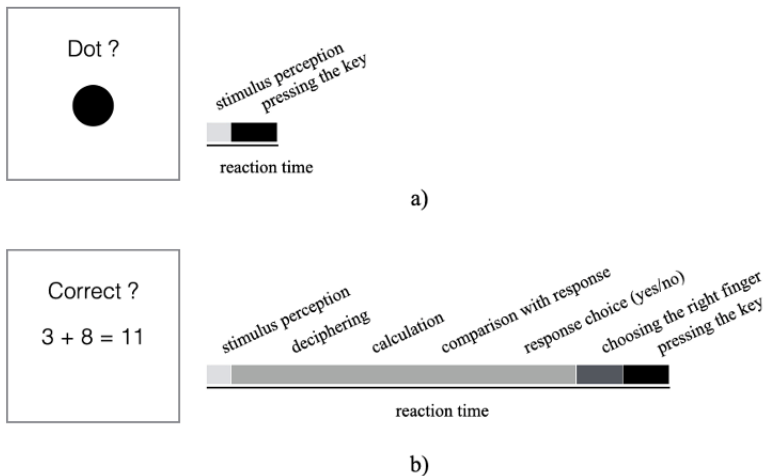 Dot ?
stimulus perception
pressing the key
reaction time
a)
Correct ?
3 + 8 = 11
stimulus perception
deciphering
calculation
comparison with response
response choice (yes/no)
choosing the right finger
pressing the key
reaction time
b)